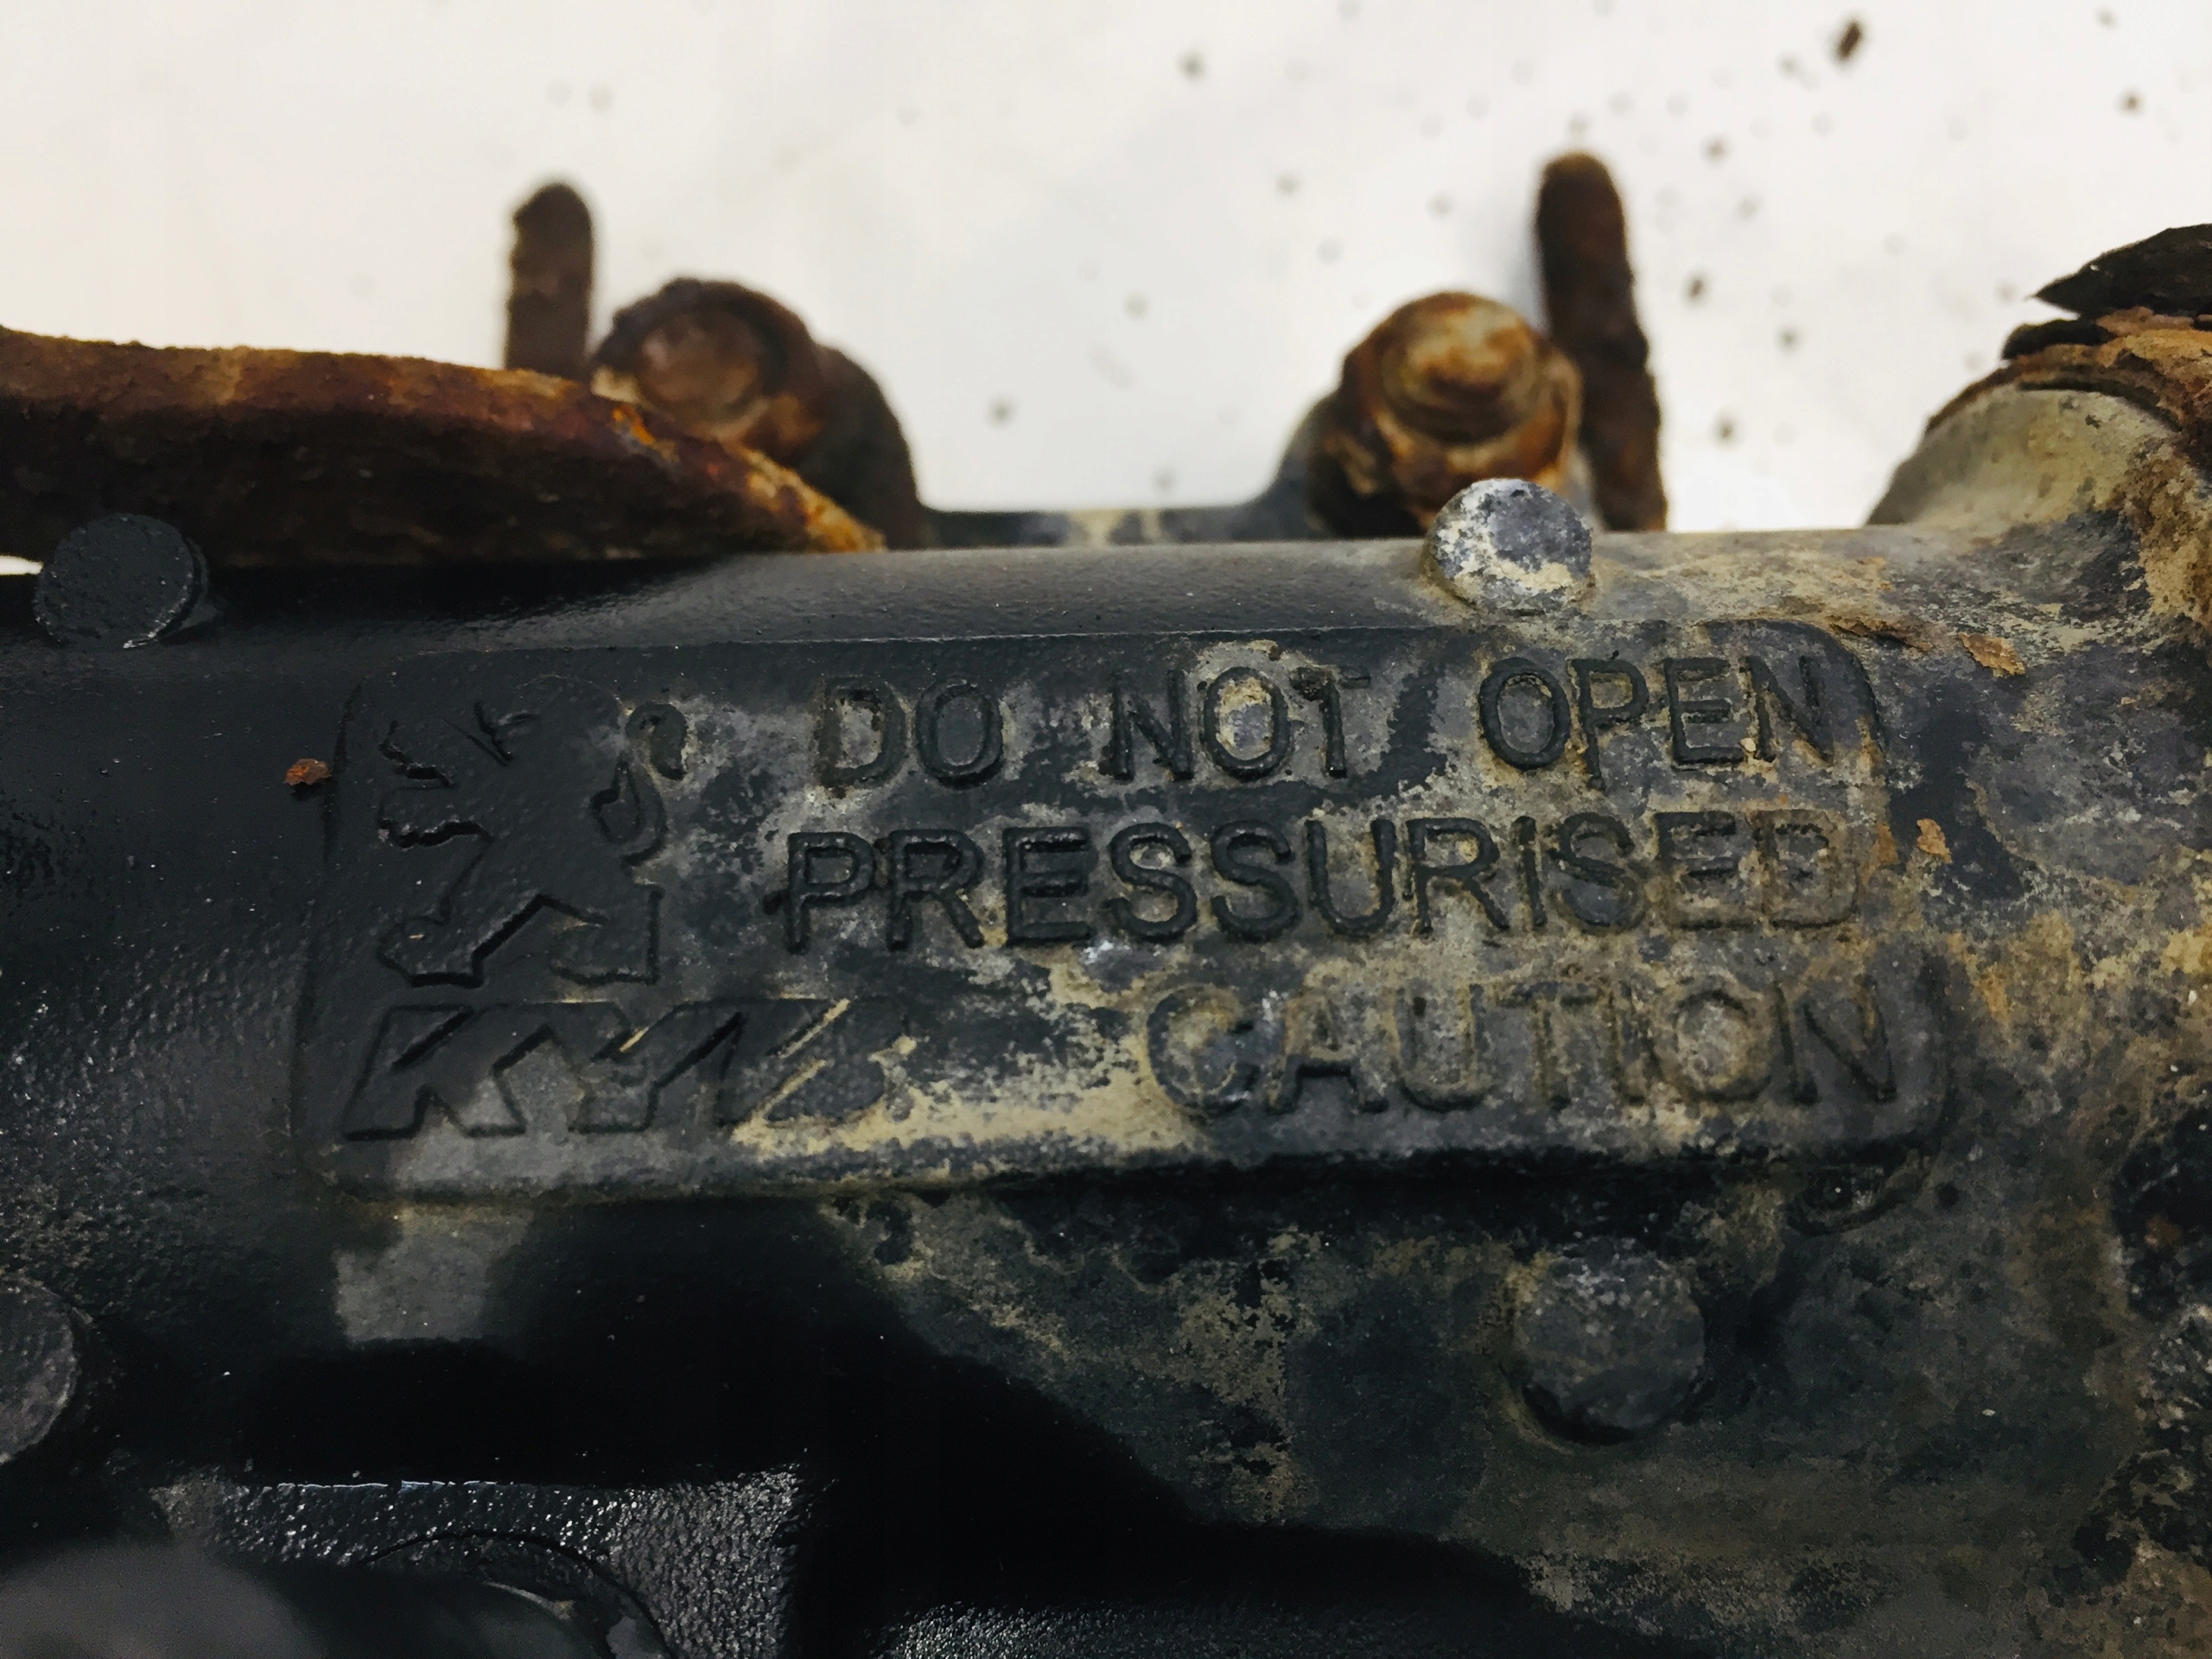 DO NOT OPEN
PRESSURISED
KYB CAUTION